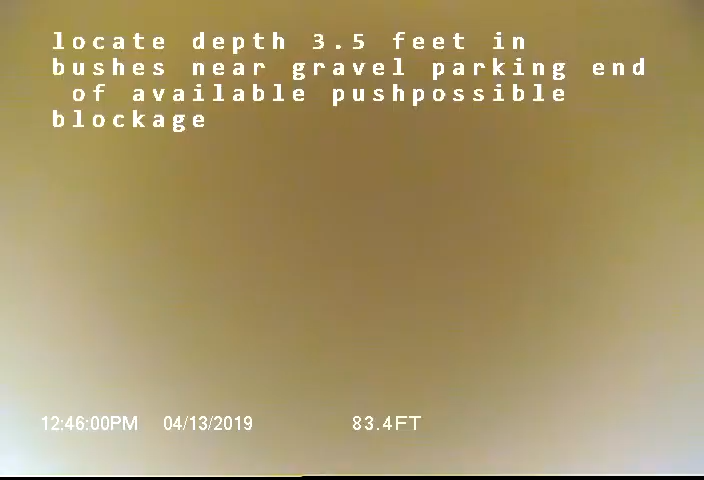 locate depth 3.5 feet in
bushes near gravel parking end
of available pushpossible
blockage
12:46:00PM 04/13/2019 83.4FT